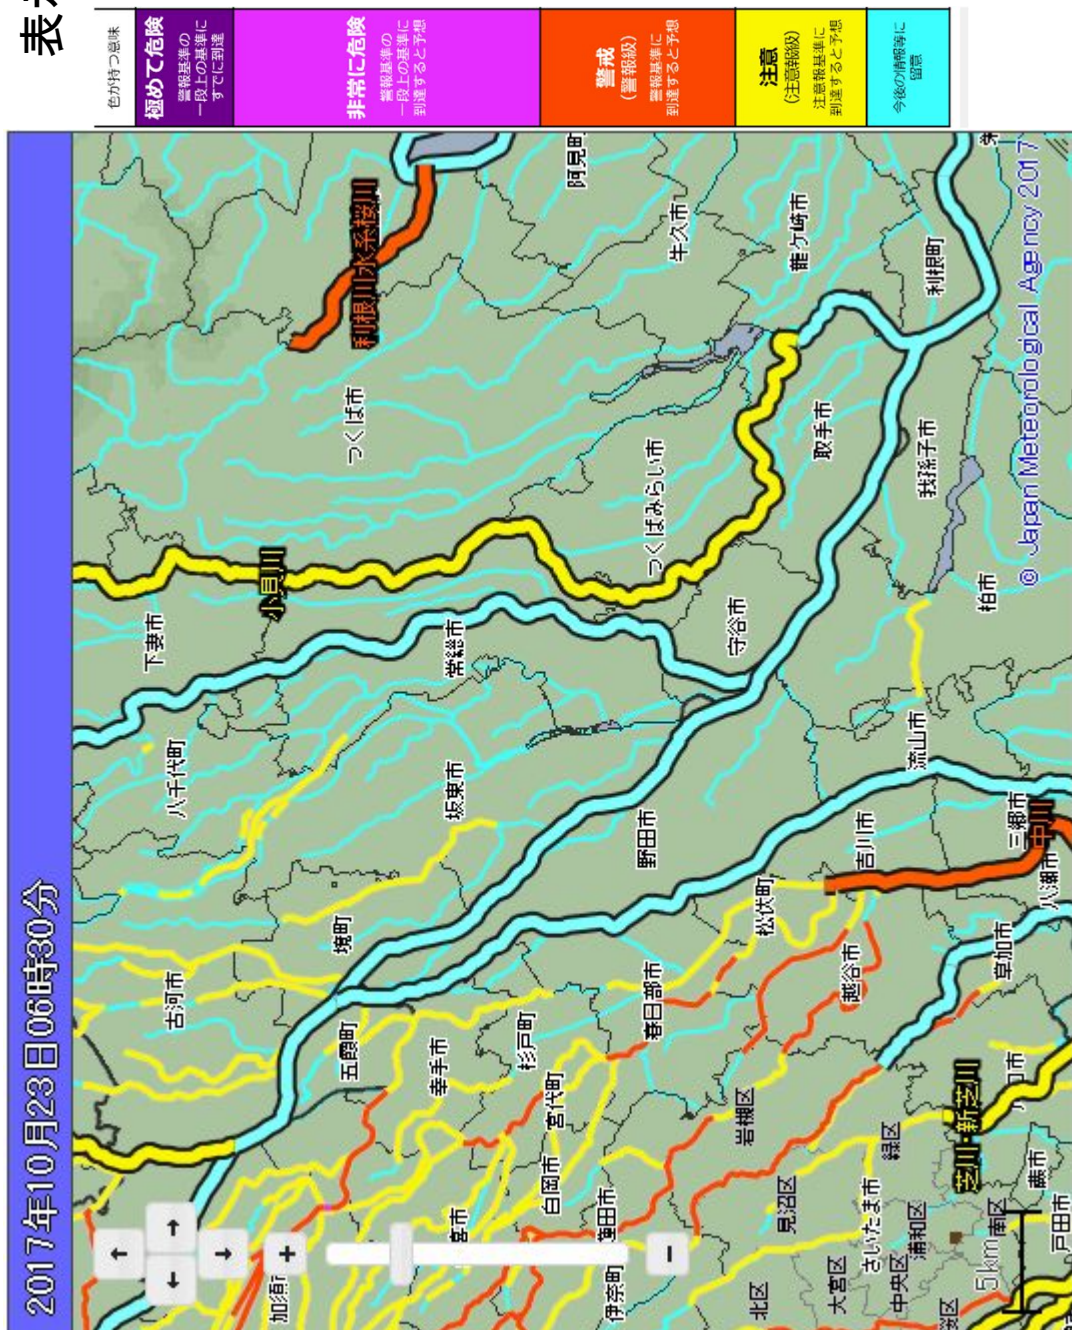 2017年10月23日06時30分
色が持つ意味
極めて危険
警報基準の
一段上の基準に
すでに到達
非常に危険
警報基準の
一段上の基準に
到達すると予想
警戒
(警報級)
警報基準に
到達すると予想
注意
(注意報級)
注意報基準に
到達すると予想
今後の情報等に
留意
古河市
八千代町
下妻市
小貝川
つくば市
利根川水系桜川
加須
五霞町
境町
幸手市
坂東市
常総市
宮市
白岡市
宮代町
杉戸町
阿見町
伊奈町
蓮田市
春日部市
野田市
つくばみらい市
牛久市
北区
見沼区
岩槻区
松伏町
守谷市
龍ケ崎市
大宮区
さいたま市
緑区
越谷市
吉川市
取手市
中央区
浦和区
流山市
我孫子市
利根町
桜区
南区
芝川・新芝川
草加市
三郷市
柏市
5km
蕨市
八潮市
中川
戸田市
© Japan Meteorological Agency 2017